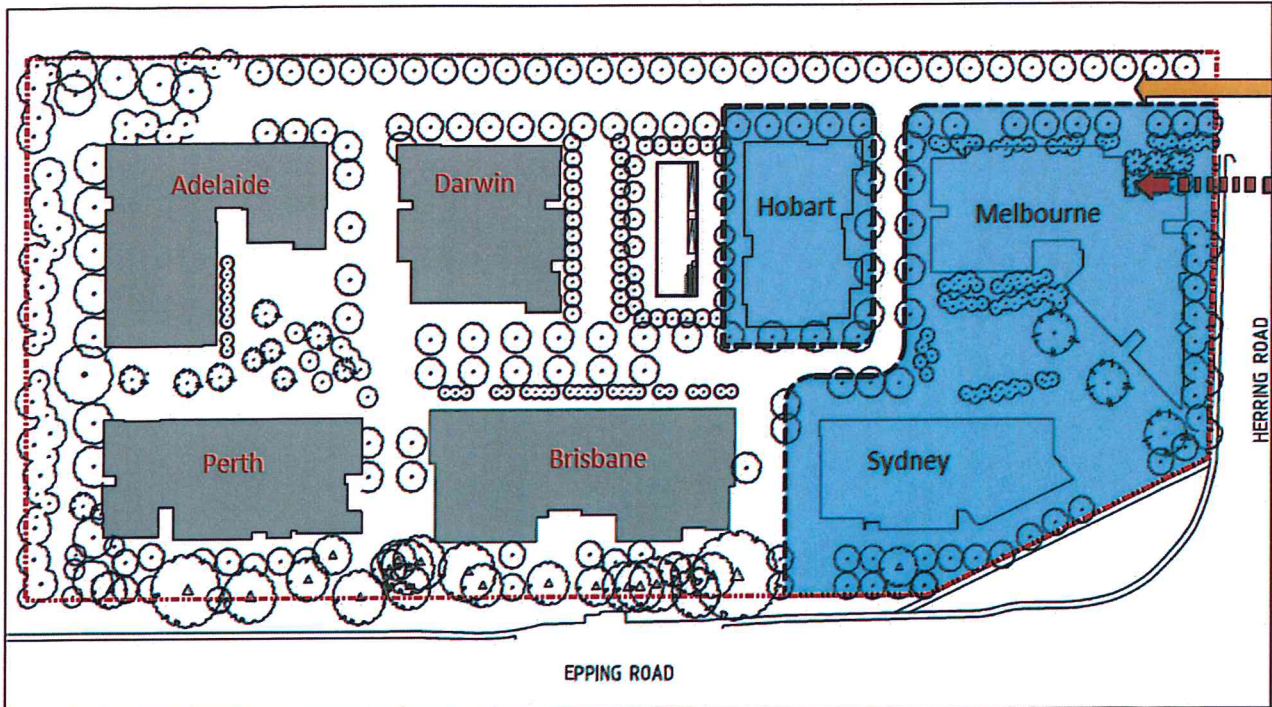 Adelaide
Darwin
Hobart
Melbourne
Perth
Brisbane
Sydney
HERRING ROAD
EPPING ROAD